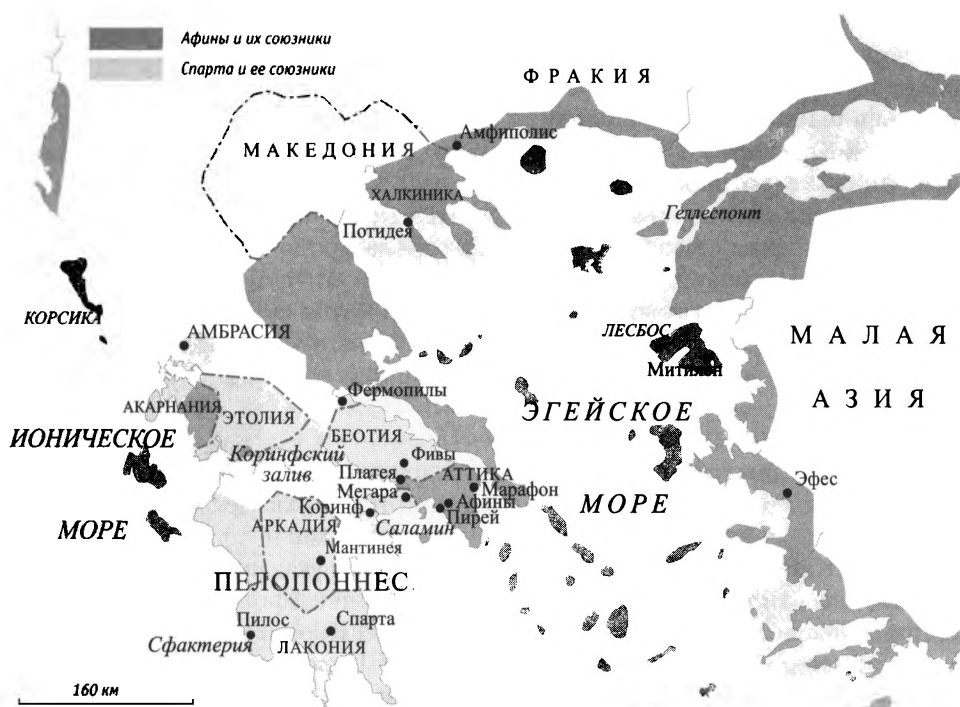 Афины и их союзники
Спарта и ее союзники
ФРАКИЯ
Амфиполис
МАКЕДОНИЯ
ХАЛКИНИКА
Геллеспонт
Потидея
КОРСИКА
АМБРАСИЯ
ЛЕСБОС
МАЛАЯ
Митилен
Фермопилы
АКАРНАНИЯ
ЭТОЛИЯ
ЭГЕЙСКОЕ
АЗИЯ
БЕОТИЯ
ИОНИЧЕСКОЕ
Коринфский
залив
Фивы
Платея
АТТИКА
Эфес
Мегара
Марафон
Коринф
Афины
МОРЕ
Саламин
Пирей
АРКАДИЯ
МОРЕ
Мантинея
ПЕЛОПОННЕС
Пилос
Спарта
Сфактерия
ЛАКОНИЯ
160 км